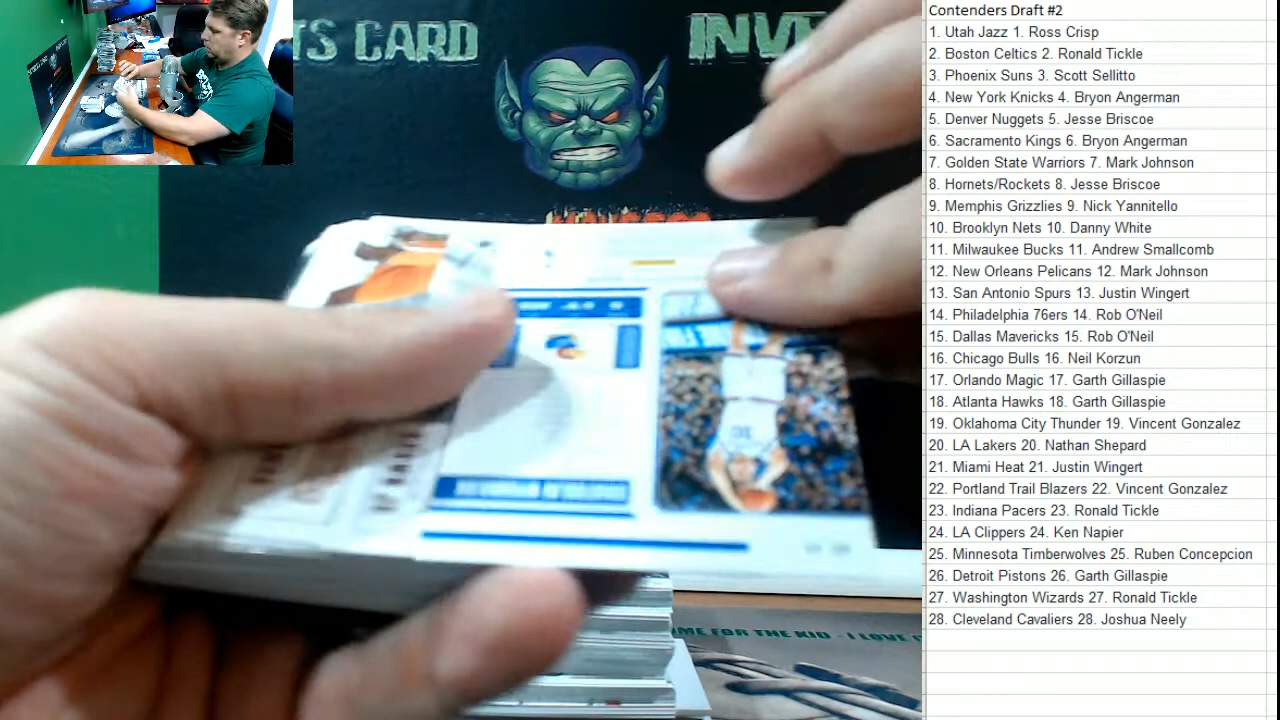 TS CARD INVE
Contenders Draft #2
1. Utah Jazz 1. Ross Crisp
2. Boston Celtics 2. Ronald Tickle
3. Phoenix Suns 3. Scott Sellitto
4. New York Knicks 4. Bryon Angerman
5. Denver Nuggets 5. Jesse Briscoe
6. Sacramento Kings 6. Bryon Angerman
7. Golden State Warriors 7. Mark Johnson
8. Hornets/Rockets 8. Jesse Briscoe
9. Memphis Grizzlies 9. Nick Yannitello
10. Brooklyn Nets 10. Danny White
11. Milwaukee Bucks 11. Andrew Smallcomb
12. New Orleans Pelicans 12. Mark Johnson
13. San Antonio Spurs 13. Justin Wingert
14. Philadelphia 76ers 14. Rob O'Neil
15. Dallas Mavericks 15. Rob O'Neil
16. Chicago Bulls 16. Neil Korzun
17. Orlando Magic 17. Garth Gillaspie
18. Atlanta Hawks 18. Garth Gillaspie
19. Oklahoma City Thunder 19. Vincent Gonzalez
20. LA Lakers 20. Nathan Shepard
21. Miami Heat 21. Justin Wingert
22. Portland Trail Blazers 22. Vincent Gonzalez
23. Indiana Pacers 23. Ronald Tickle
24. LA Clippers 24. Ken Napier
25. Minnesota Timberwolves 25. Ruben Concepcion
26. Detroit Pistons 26. Garth Gillaspie
27. Washington Wizards 27. Ronald Tickle
28. Cleveland Cavaliers 28. Joshua Neely
ME FOR THE KID - I LOVE